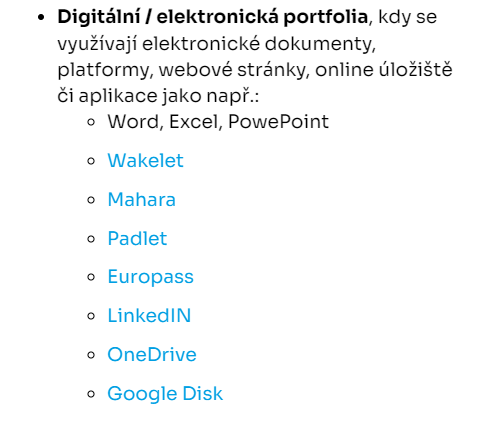 • Digitální / elektronická portfolia, kdy se
využívají elektronické dokumenty,
platformy, webové stránky, online úložiště
či aplikace jako např.:
◦ Word, Excel, PowePoint
◦ Wakelet
◦ Mahara
◦ Padlet
◦ Europass
◦ LinkedIN
◦ OneDrive
◦ Google Disk